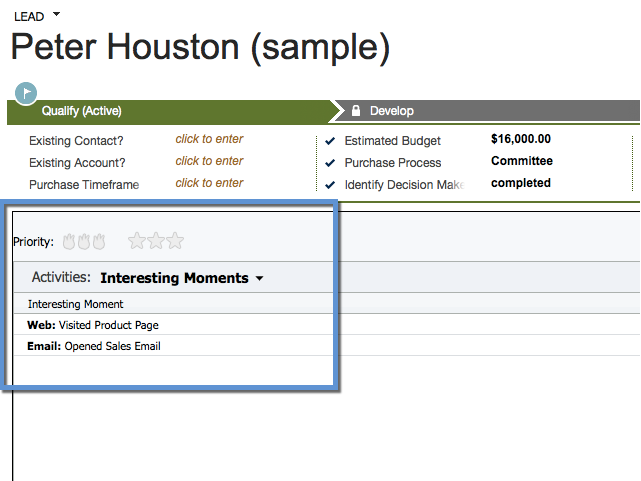 LEAD
Peter Houston (sample)
Qualify (Active) Develop
Existing Contact? click to enter Estimated Budget $16,000.00
Existing Account? click to enter Purchase Process Committee
Purchase Timeframe click to enter Identify Decision Make completed
Priority:
Activities: Interesting Moments
Interesting Moment
Web: Visited Product Page
Email: Opened Sales Email